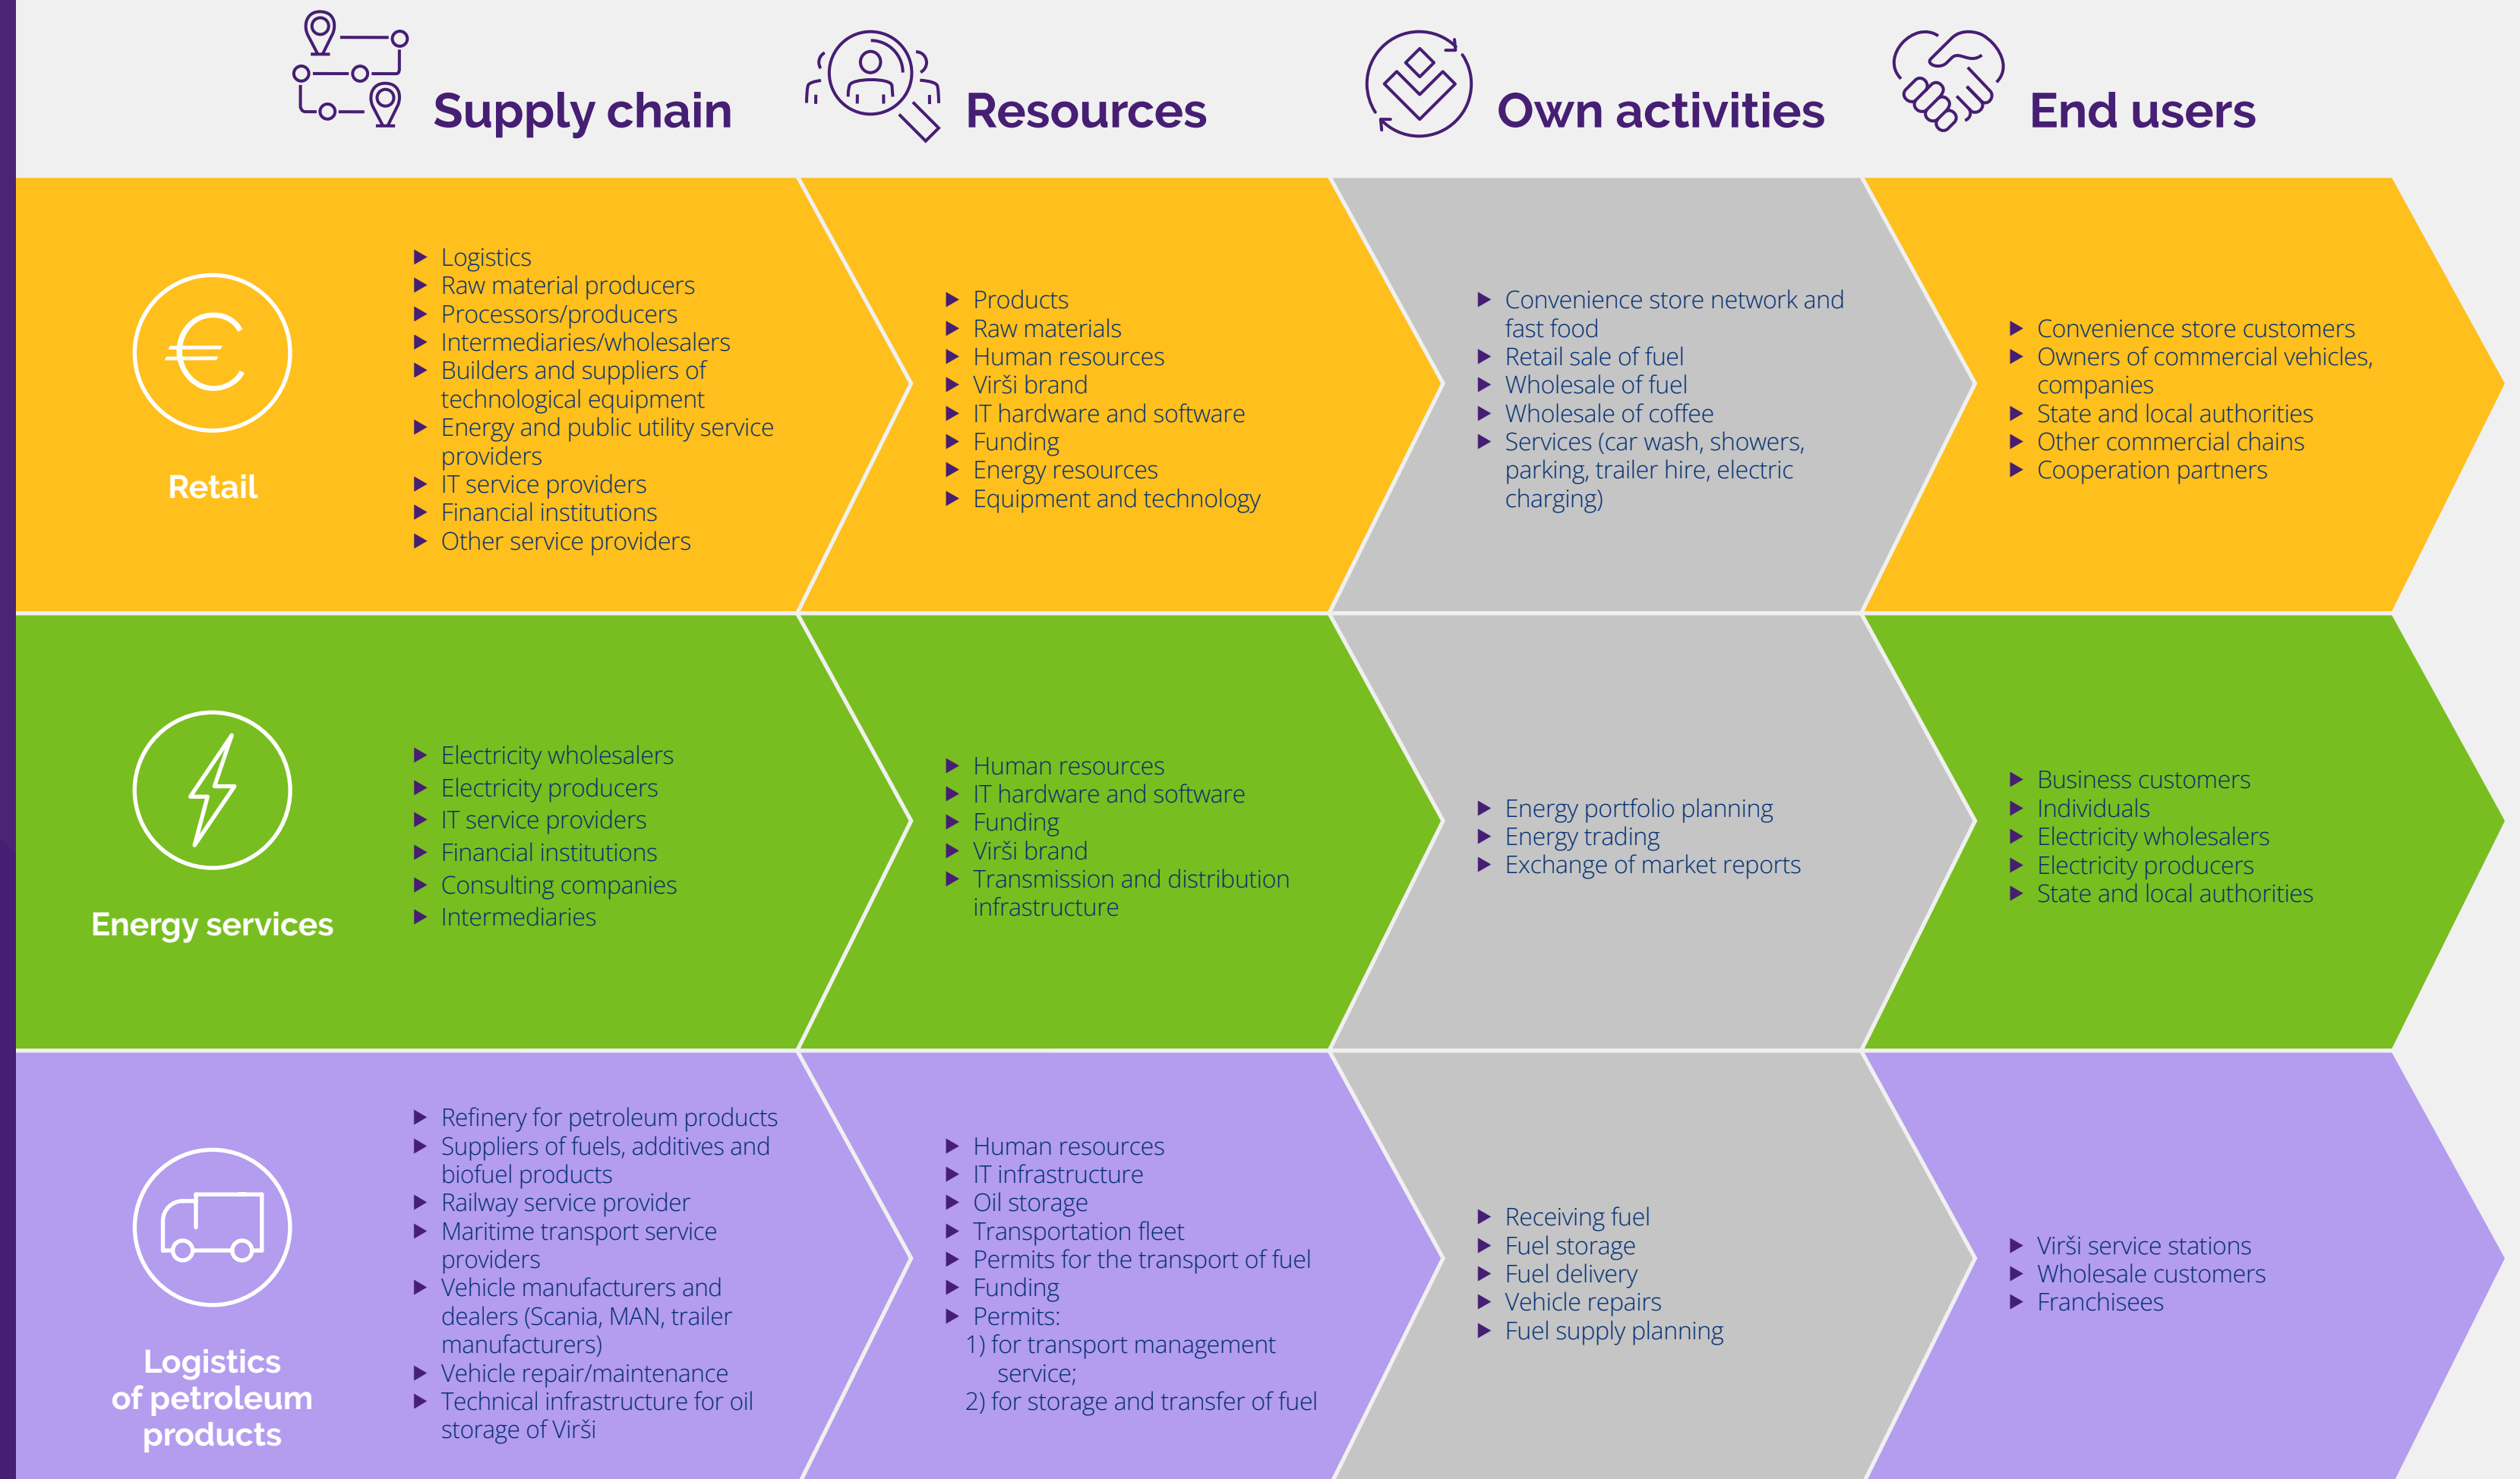 Supply chain
Resources
Own activities
End users
Retail
▶ Logistics
▶ Raw material producers
▶ Processors/producers
▶ Intermediaries/wholesalers
▶ Builders and suppliers of
technological equipment
▶ Energy and public utility service
providers
▶ IT service providers
▶ Financial institutions
▶ Other service providers
▶ Products
▶ Raw materials
▶ Human resources
▶ Virši brand
▶ IT hardware and software
▶ Funding
▶ Energy resources
▶ Equipment and technology
▶ Convenience store network and
fast food
▶ Retail sale of fuel
▶ Wholesale of fuel
▶ Wholesale of coffee
▶ Services (car wash, showers,
parking, trailer hire, electric
charging)
▶ Convenience store customers
▶ Owners of commercial vehicles,
companies
▶ State and local authorities
▶ Other commercial chains
▶ Cooperation partners
Energy services
▶ Electricity wholesalers
▶ Electricity producers
▶ IT service providers
▶ Financial institutions
▶ Consulting companies
▶ Intermediaries
▶ Human resources
▶ IT hardware and software
▶ Funding
▶ Virši brand
▶ Transmission and distribution
infrastructure
▶ Energy portfolio planning
▶ Energy trading
▶ Exchange of market reports
▶ Business customers
▶ Individuals
▶ Electricity wholesalers
▶ Electricity producers
▶ State and local authorities
Logistics
of petroleum
products
▶ Refinery for petroleum products
▶ Suppliers of fuels, additives and
biofuel products
▶ Railway service provider
▶ Maritime transport service
providers
▶ Vehicle manufacturers and
dealers (Scania, MAN, trailer
manufacturers)
▶ Vehicle repair/maintenance
▶ Technical infrastructure for oil
storage of Virši
▶ Human resources
▶ IT infrastructure
▶ Oil storage
▶ Transportation fleet
▶ Permits for the transport of fuel
▶ Funding
▶ Permits:
1) for transport management
service;
2) for storage and transfer of fuel
▶ Receiving fuel
▶ Fuel storage
▶ Fuel delivery
▶ Vehicle repairs
▶ Fuel supply planning
▶ Virši service stations
▶ Wholesale customers
▶ Franchisees